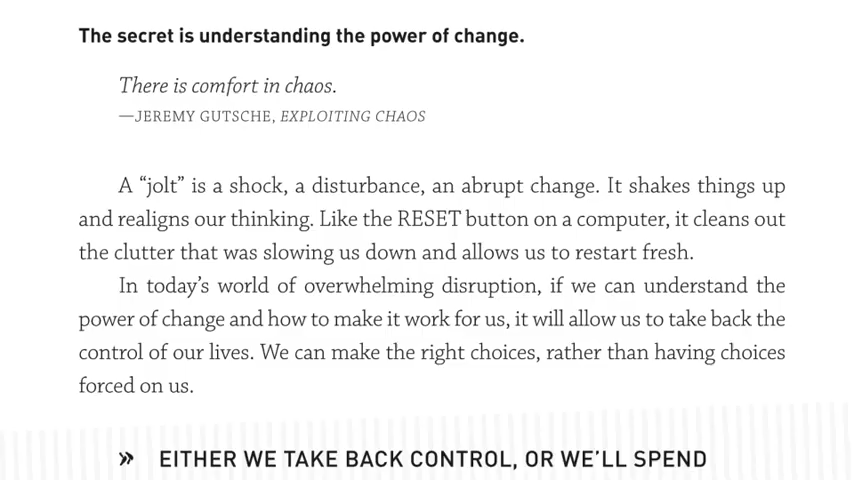 The secret is understanding the power of change.
There is comfort in chaos.
—JEREMY GUTSCHE, EXPLOITING CHAOS
A “jolt” is a shock, a disturbance, an abrupt change. It shakes things up
and realigns our thinking. Like the RESET button on a computer, it cleans out
the clutter that was slowing us down and allows us to restart fresh.
In today’s world of overwhelming disruption, if we can understand the
power of change and how to make it work for us, it will allow us to take back the
control of our lives. We can make the right choices, rather than having choices
forced on us.
» EITHER WE TAKE BACK CONTROL, OR WE’LL SPEND